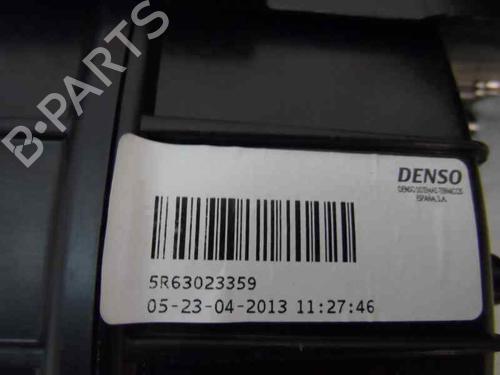 B-PARTS
DENSO
DENSO SISTEMAS TERMICOS
ESPAÑA, S.A.
5R63023359
05-23-04-2013 11:27:46